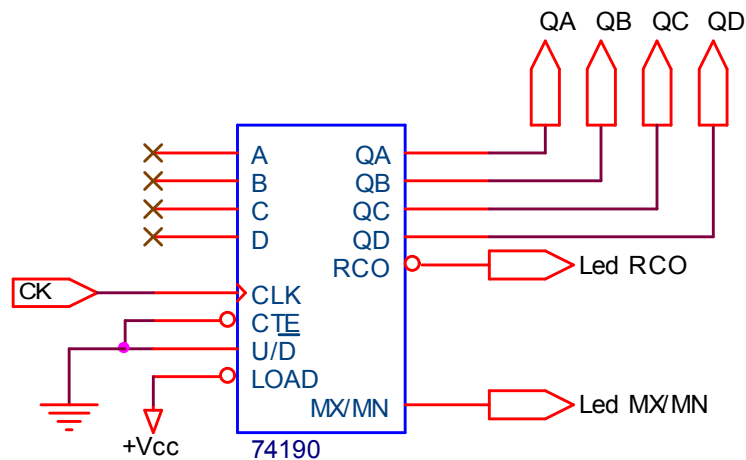 QA QB QC QD
A QA
B QB
C QC
D QD
RCO Led RCO
CK CLK
CTE
U/D̅
LOAD
MX/MN Led MX/MN
+Vcc 74190